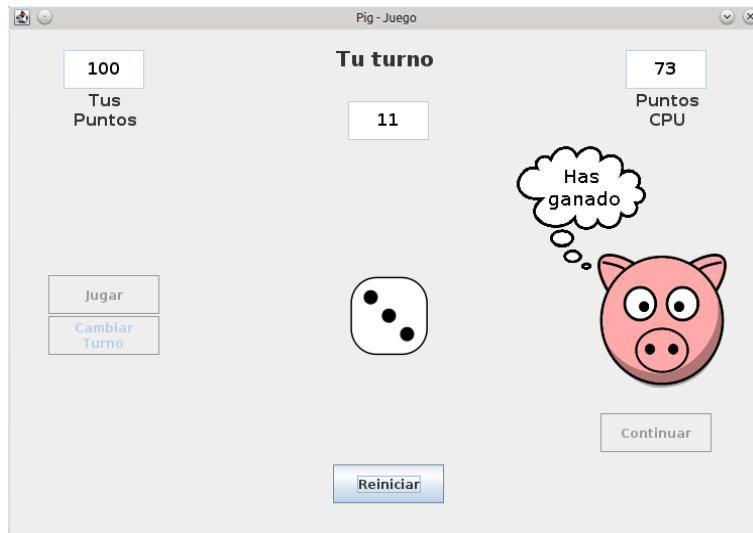 Pig - Juego
100
Tus
Puntos
Tu turno
11
73
Puntos
CPU
Has
ganado
Jugar
Cambiar
Turno
Continuar
Reiniciar